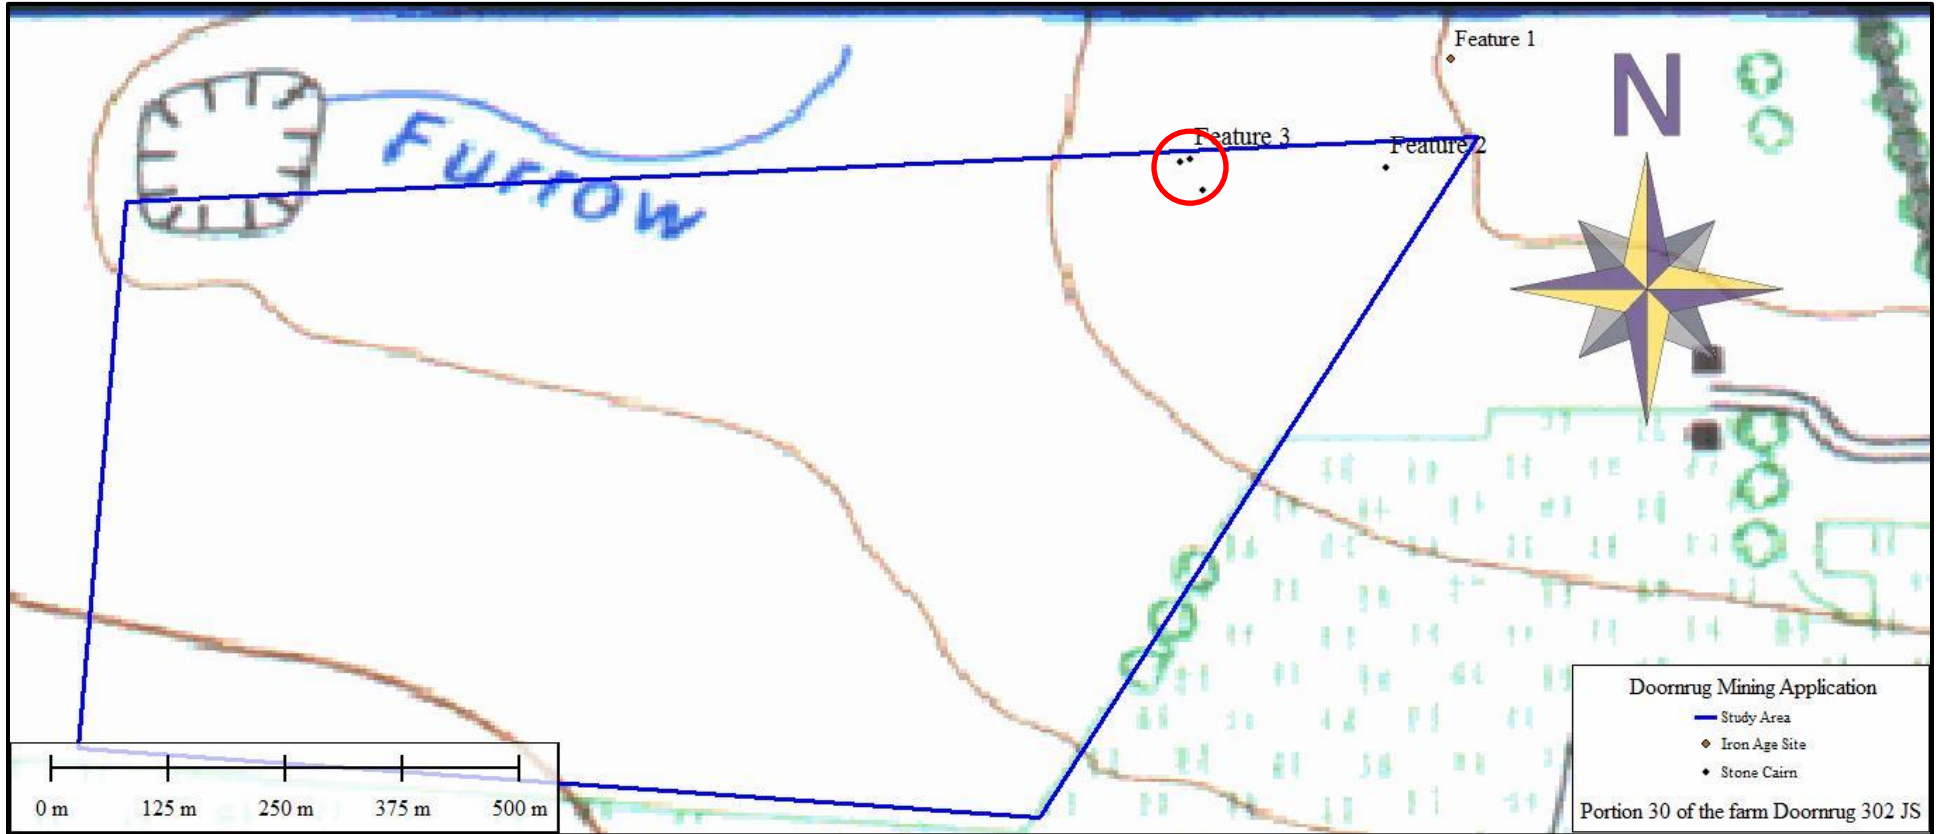 Feature 1
N
Furrow
Feature 3
Feature 2
0 m 125 m 250 m 375 m 500 m
Doornrug Mining Application
Study Area
Iron Age Site
Stone Cairn
Portion 30 of the farm Doornrug 302 JS